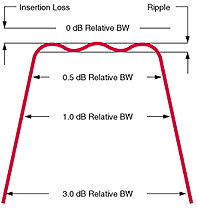 Insertion Loss
Ripple
0 dB Relative BW
0.5 dB Relative BW
1.0 dB Relative BW
3.0 dB Relative BW